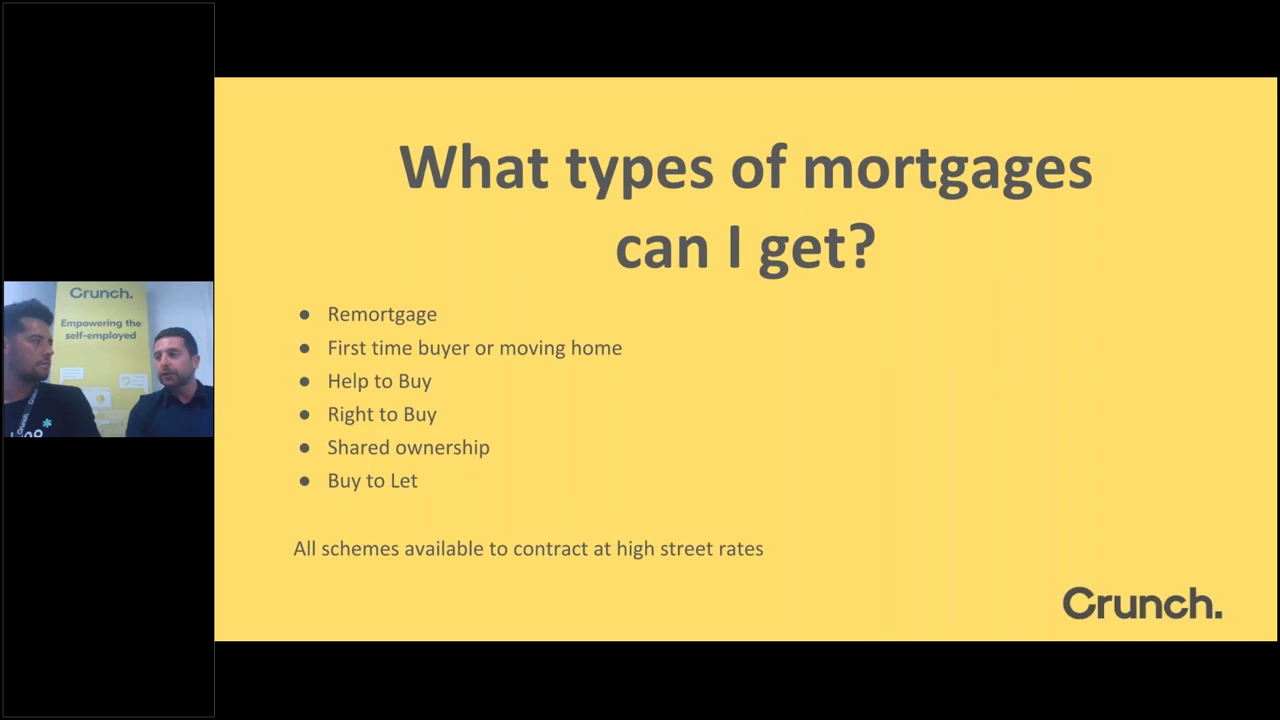 What types of mortgages
can I get?
● Remortgage
● First time buyer or moving home
● Help to Buy
● Right to Buy
● Shared ownership
● Buy to Let
All schemes available to contract at high street rates
Crunch.
Crunch.
Empowering the
self-employed